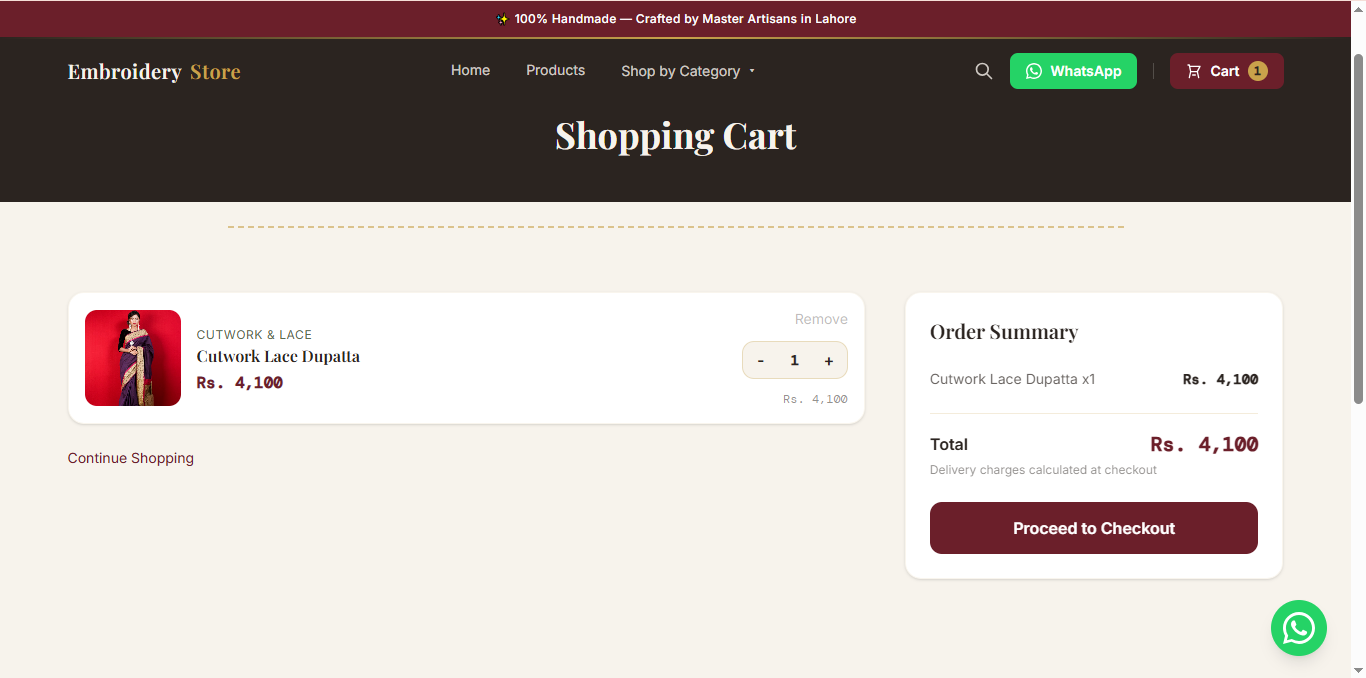 ✨ 100% Handmade — Crafted by Master Artisans in Lahore
Embroidery Store
Home
Products
Shop by Category
WhatsApp
Cart 1
Shopping Cart
CUTWORK & LACE
Cutwork Lace Dupatta
Rs. 4,100
Remove
- 1 +
Rs. 4,100
Continue Shopping
Order Summary
Cutwork Lace Dupatta x1 Rs. 4,100
Total Rs. 4,100
Delivery charges calculated at checkout
Proceed to Checkout